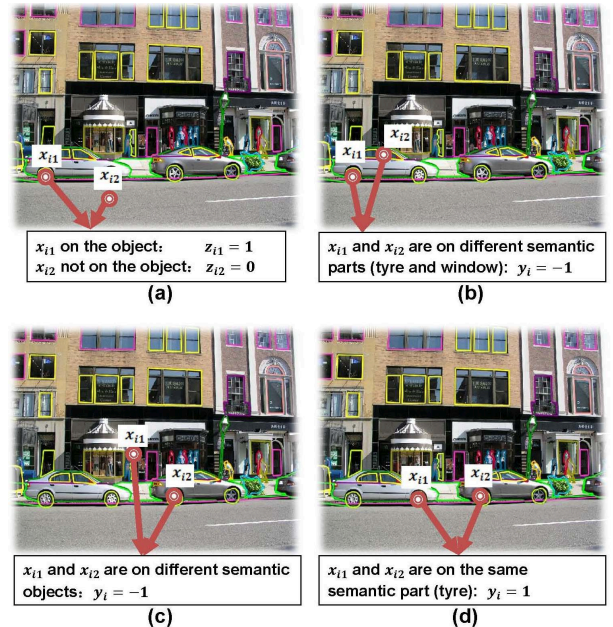 x_{i1}
x_{i2}
x_{i1} on the object: z_{i1} = 1
x_{i2} not on the object: z_{i2} = 0
(a)
x_{i2}
x_{i1}
x_{i1} and x_{i2} are on different semantic
parts (tyre and window): y_i = −1
(b)
x_{i1}
x_{i2}
x_{i1} and x_{i2} are on different semantic
objects: y_i = −1
(c)
x_{i1}
x_{i2}
x_{i1} and x_{i2} are on the same
semantic part (tyre): y_i = 1
(d)